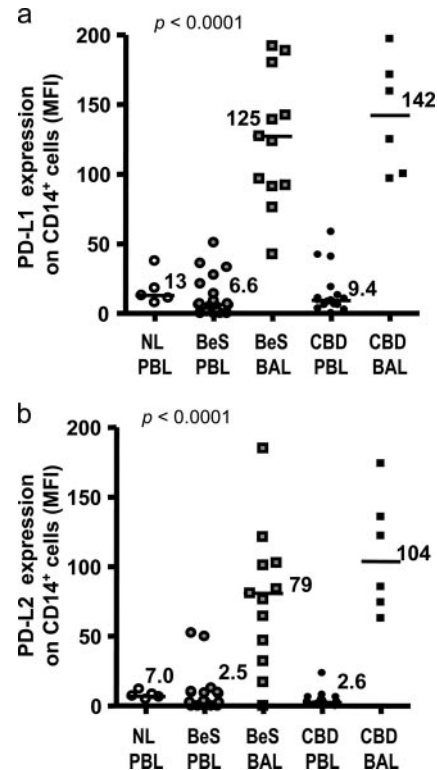 a
p < 0.0001
PD-L1 expression
on CD14+ cells (MFI)
200
150
100
50
0
13
6.6
125
9.4
142
NL BeS BeS CBD CBD
PBL PBL BAL PBL BAL
b
p < 0.0001
PD-L2 expression
on CD14+ cells (MFI)
200
150
100
50
0
7.0
2.5
79
2.6
104
NL BeS BeS CBD CBD
PBL PBL BAL PBL BAL